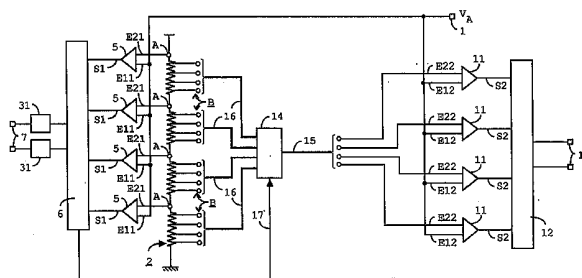 V_A
1
5 E21 A
S1 E11
31
5 E21 A
S1 E11
B
16
14
7
31
5 E21 A
S1 E11
16
B
5 E21 A
S1 E11
6
2
17
15
E22 11
E12 S2
E22 11
E12 S2
E22 11
E12 S2
E22 11
E12 S2
12